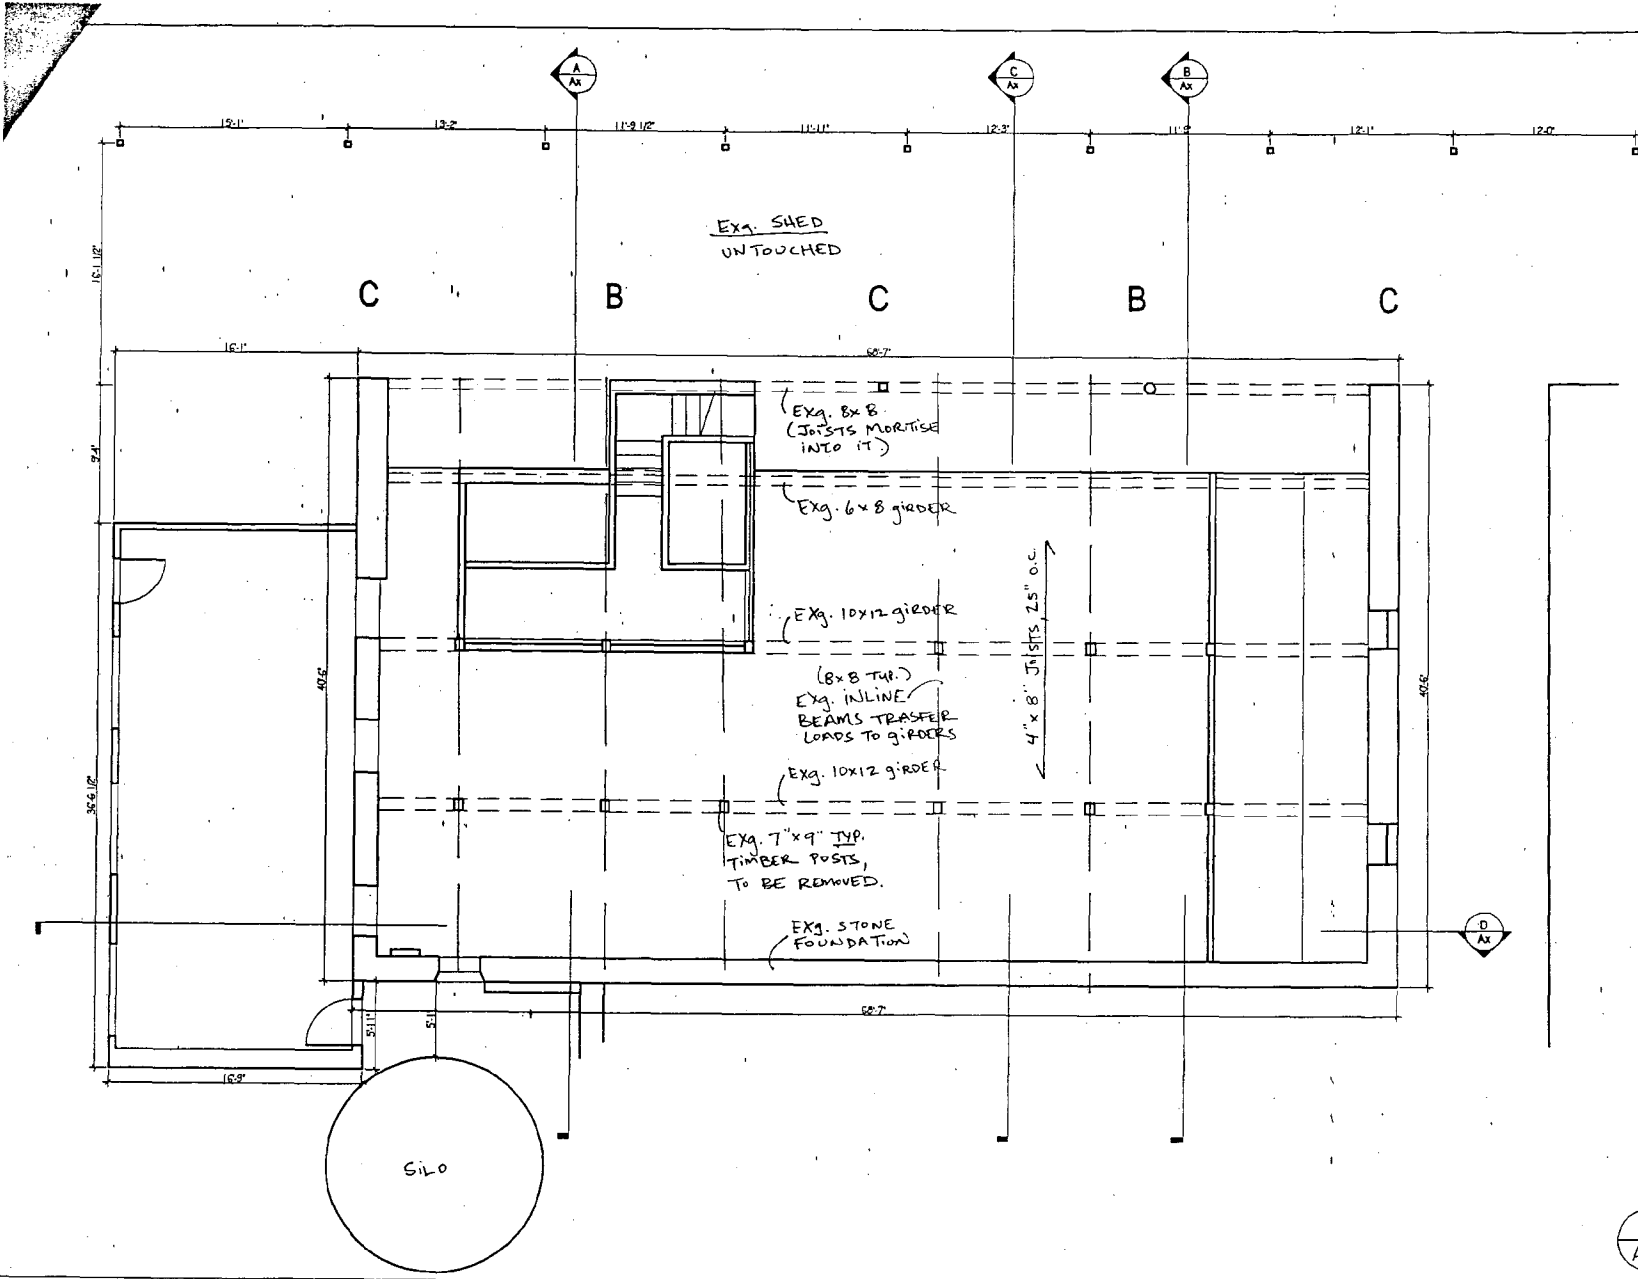 A
Ax
C
Ax
B
Ax
15'-1"
13'-2"
11'-9 1/2"
11'-11"
12'-3"
11'-9"
12'-1"
12'-0"
Exg. SHED
UNTOUCHED
16'-1 1/2"
C
B
C
B
C
16'-1"
68'-7"
9'-4"
Exg. 8x8
(JOISTS MORTISE
INTO IT)
Exg. 6x8 GIRDER
4" x 8" JOISTS, 25" O.C.
Exg. 10x12 GIRDER
(8x8 TYP.)
Exg. INLINE
BEAMS TRASFER
LOADS TO GIRDERS
40'-6"
40'-6"
Exg. 10x12 GIRDER
36'-6 1/2"
Exg. 7"x9" TYP.
TIMBER POSTS,
TO BE REMOVED.
Exg. STONE
FOUNDATION
D
Ax
68'-7"
5'-11"
5'-11"
16'-9"
SILO